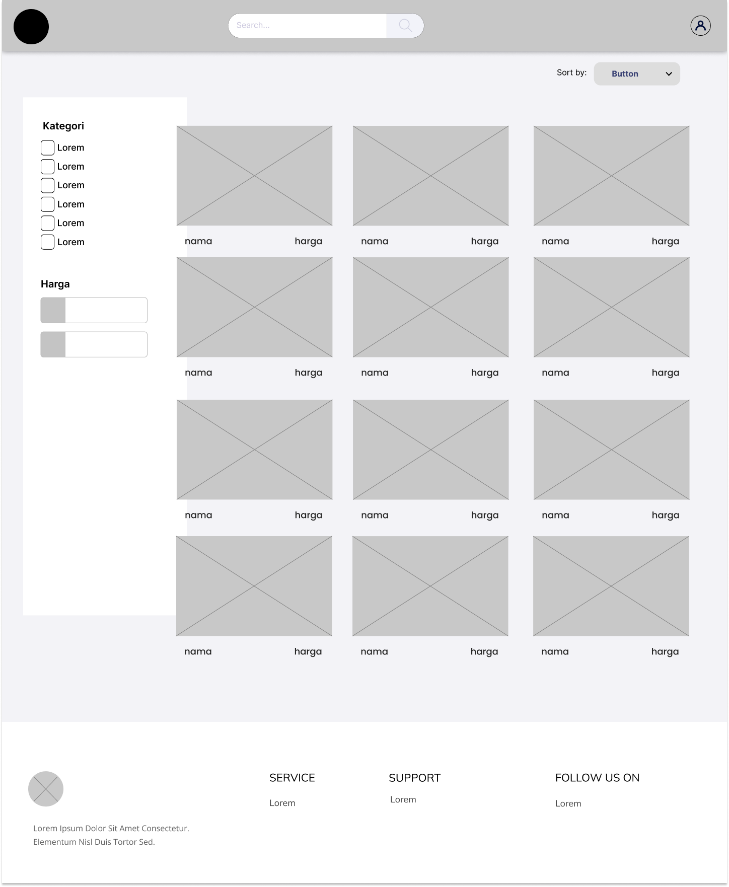 Search...
Sort by:
Button
Kategori
Lorem
Lorem
Lorem
Lorem
Lorem
Lorem
Harga
nama harga nama harga nama harga
nama harga nama harga nama harga
nama harga nama harga nama harga
nama harga nama harga nama harga
SERVICE
Lorem
SUPPORT
Lorem
FOLLOW US ON
Lorem
Lorem Ipsum Dolor Sit Amet Consectetur.
Elementum Nisl Duis Tortor Sed.